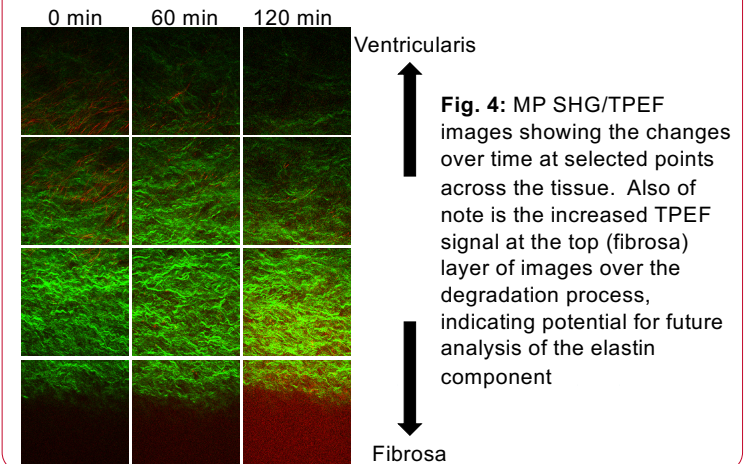 0 min 60 min 120 min
Ventricularis
Fig. 4: MP SHG/TPEF
images showing the changes
over time at selected points
across the tissue. Also of
note is the increased TPEF
signal at the top (fibrosa)
layer of images over the
degradation process,
indicating potential for future
analysis of the elastin
component
Fibrosa